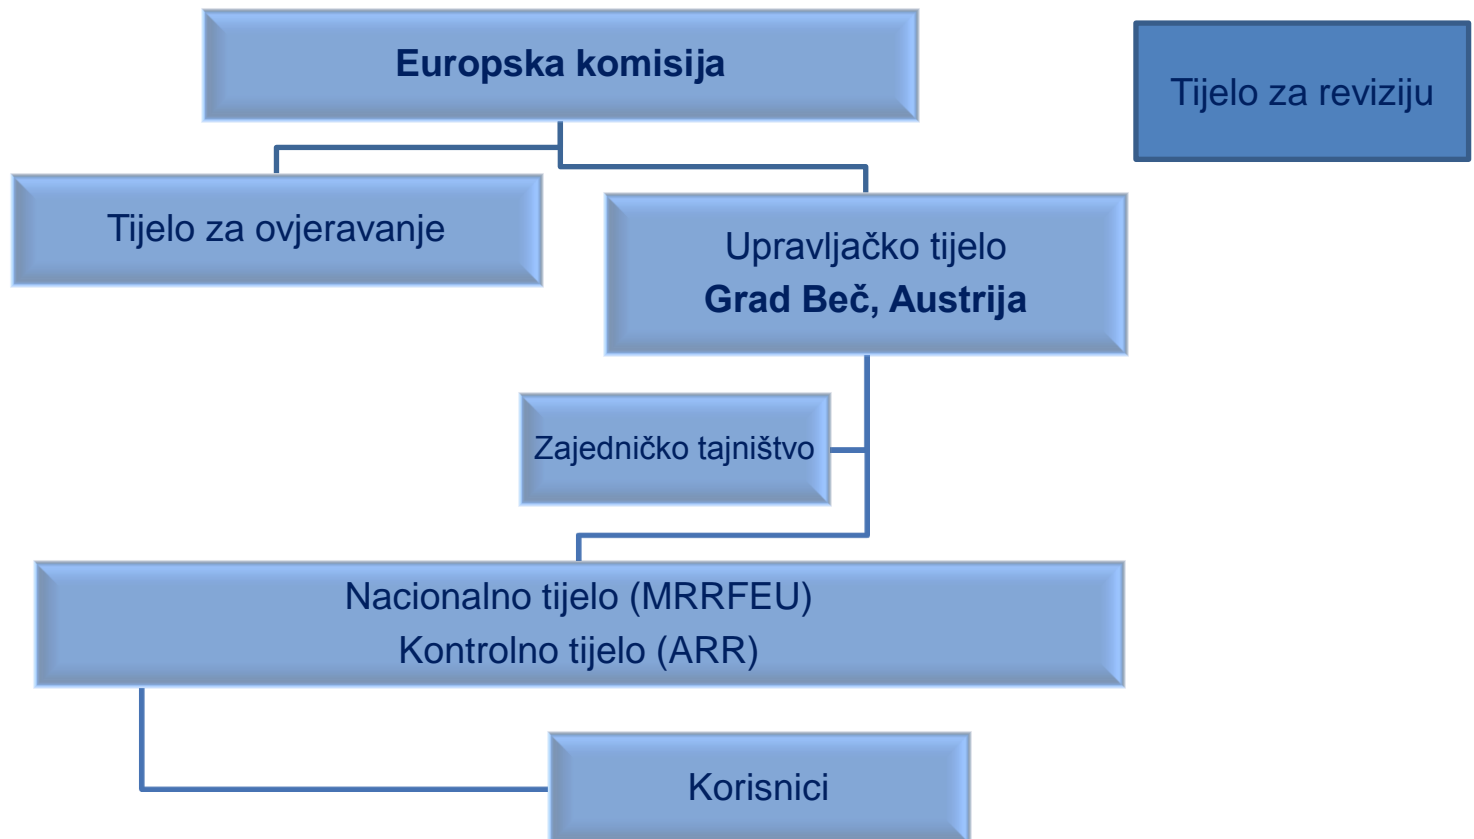 Europska komisija
Tijelo za reviziju
Tijelo za ovjeravanje
Upravljačko tijelo
Grad Beč, Austrija
Zajedničko tajništvo
Nacionalno tijelo (MRRFEU)
Kontrolno tijelo (ARR)
Korisnici